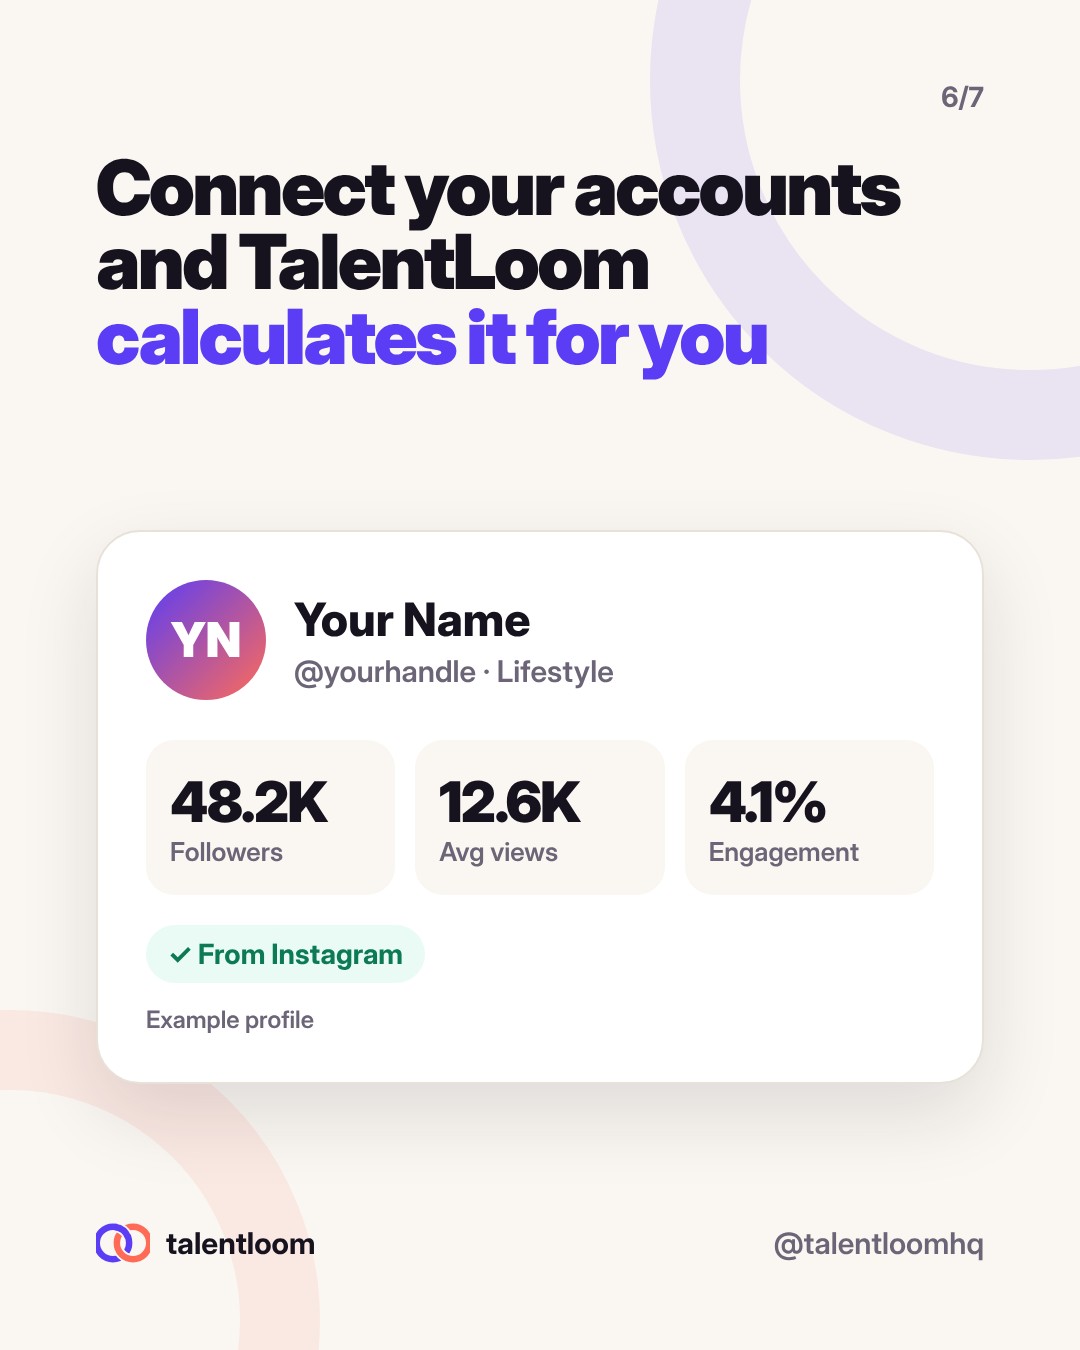 6/7
Connect your accounts
and TalentLoom
calculates it for you
YN
Your Name
@yourhandle · Lifestyle
48.2K
Followers
12.6K
Avg views
4.1%
Engagement
✓ From Instagram
Example profile
talentloom
@talentloomhq